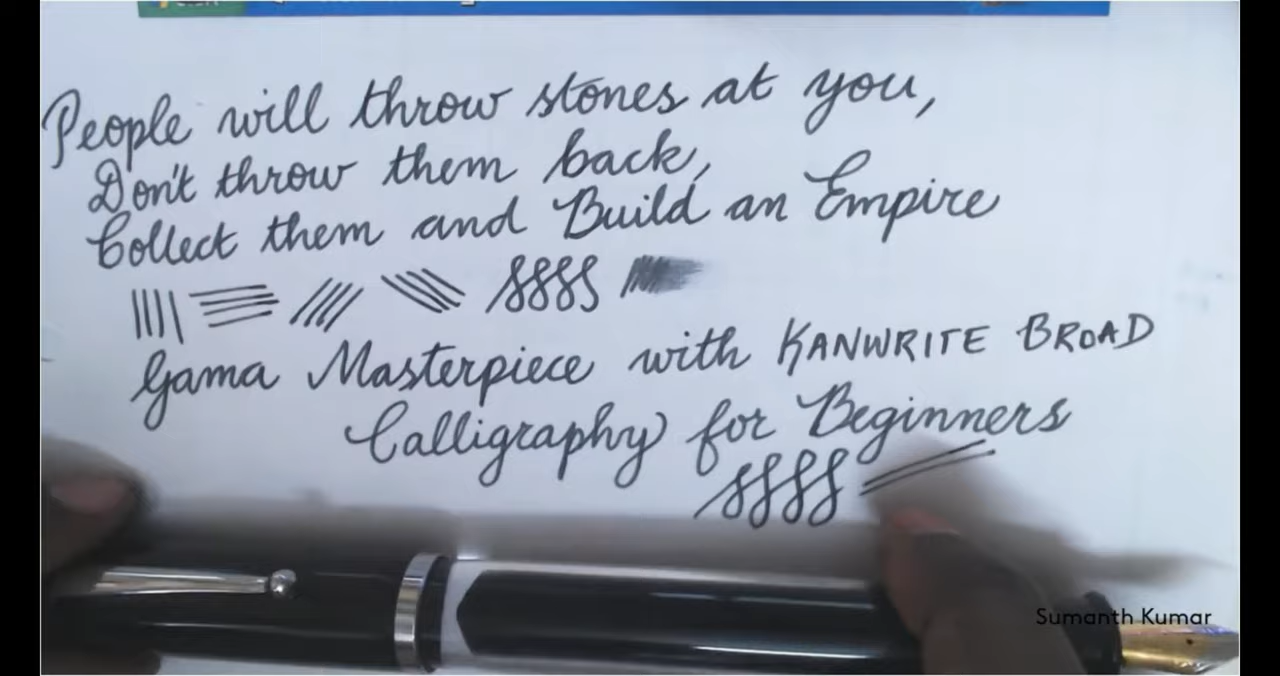 People will throw stones at you,
Don't throw them back,
Collect them and Build an Empire
Gama Masterpiece with KANWRITE BROAD
Calligraphy for Beginners
Sumanth Kumar